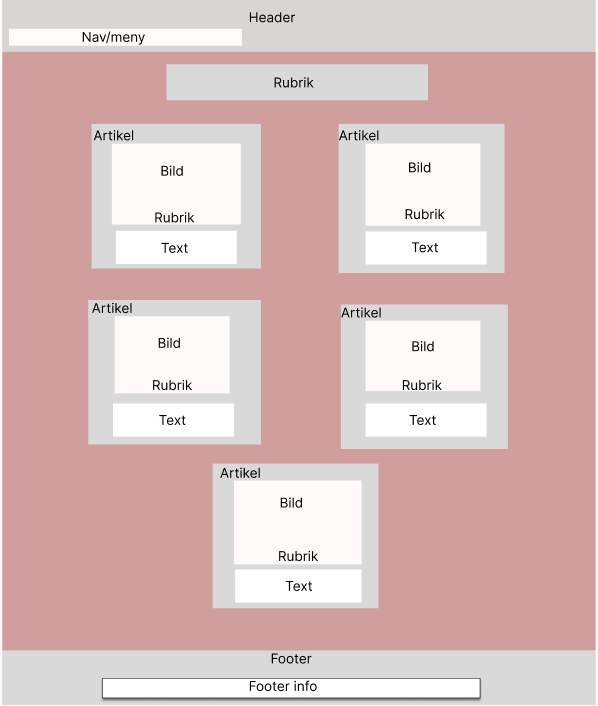 Header
Nav/meny
Rubrik
Artikel
Bild
Rubrik
Text
Artikel
Bild
Rubrik
Text
Artikel
Bild
Rubrik
Text
Artikel
Bild
Rubrik
Text
Artikel
Bild
Rubrik
Text
Footer
Footer info